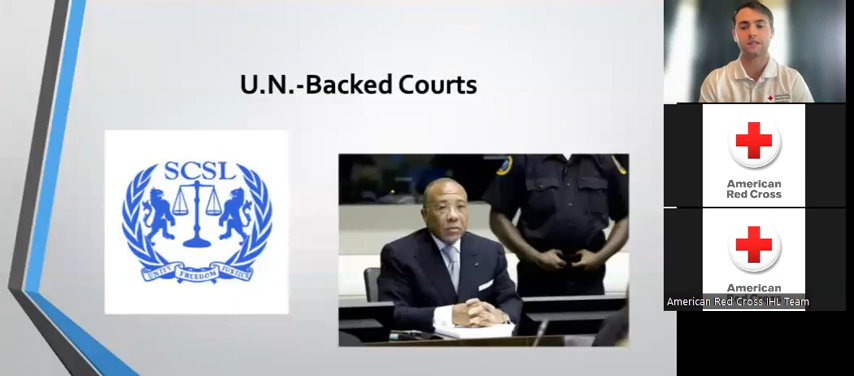 U.N.-Backed Courts
SCSL
UNITY FREEDOM JUSTICE
American
Red Cross
American
American Red Cross IHL Team